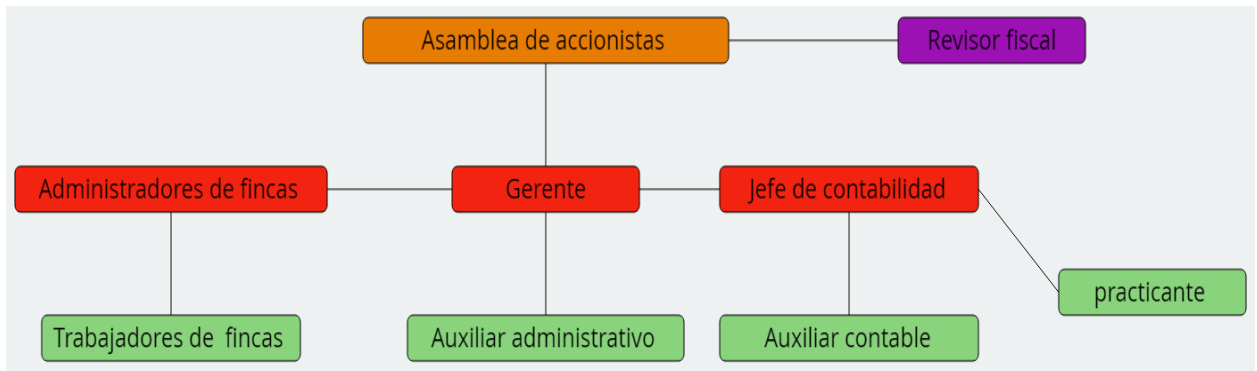 Asamblea de accionistas
Revisor fiscal
Administradores de fincas
Gerente
Jefe de contabilidad
practicante
Trabajadores de  fincas
Auxiliar administrativo
Auxiliar contable